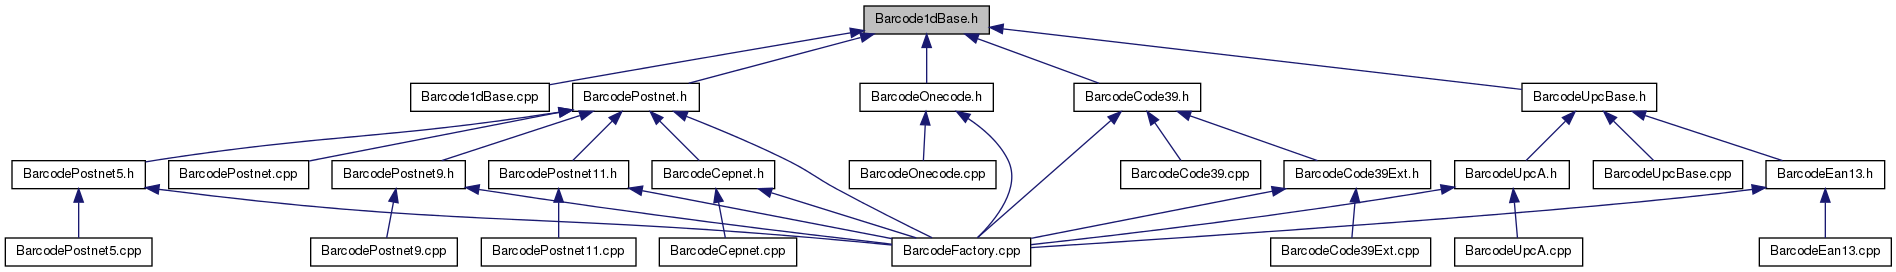 Barcode1dBase.h
Barcode1dBase.cpp
BarcodePostnet.h
BarcodeOnecode.h
BarcodeCode39.h
BarcodeUpcBase.h
BarcodePostnet5.h
BarcodePostnet.cpp
BarcodePostnet9.h
BarcodePostnet11.h
BarcodeCepnet.h
BarcodeOnecode.cpp
BarcodeCode39.cpp
BarcodeCode39Ext.h
BarcodeUpcA.h
BarcodeUpcBase.cpp
BarcodeEan13.h
BarcodePostnet5.cpp
BarcodePostnet9.cpp
BarcodePostnet11.cpp
BarcodeCepnet.cpp
BarcodeFactory.cpp
BarcodeCode39Ext.cpp
BarcodeUpcA.cpp
BarcodeEan13.cpp